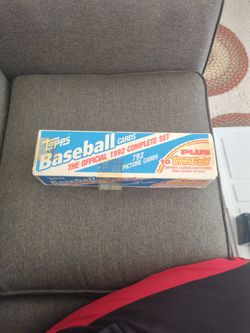 Topps
Baseball CARDS
THE OFFICIAL 1992 COMPLETE SET
792
PICTURE CARDS
PLUS
10
Topps Gold